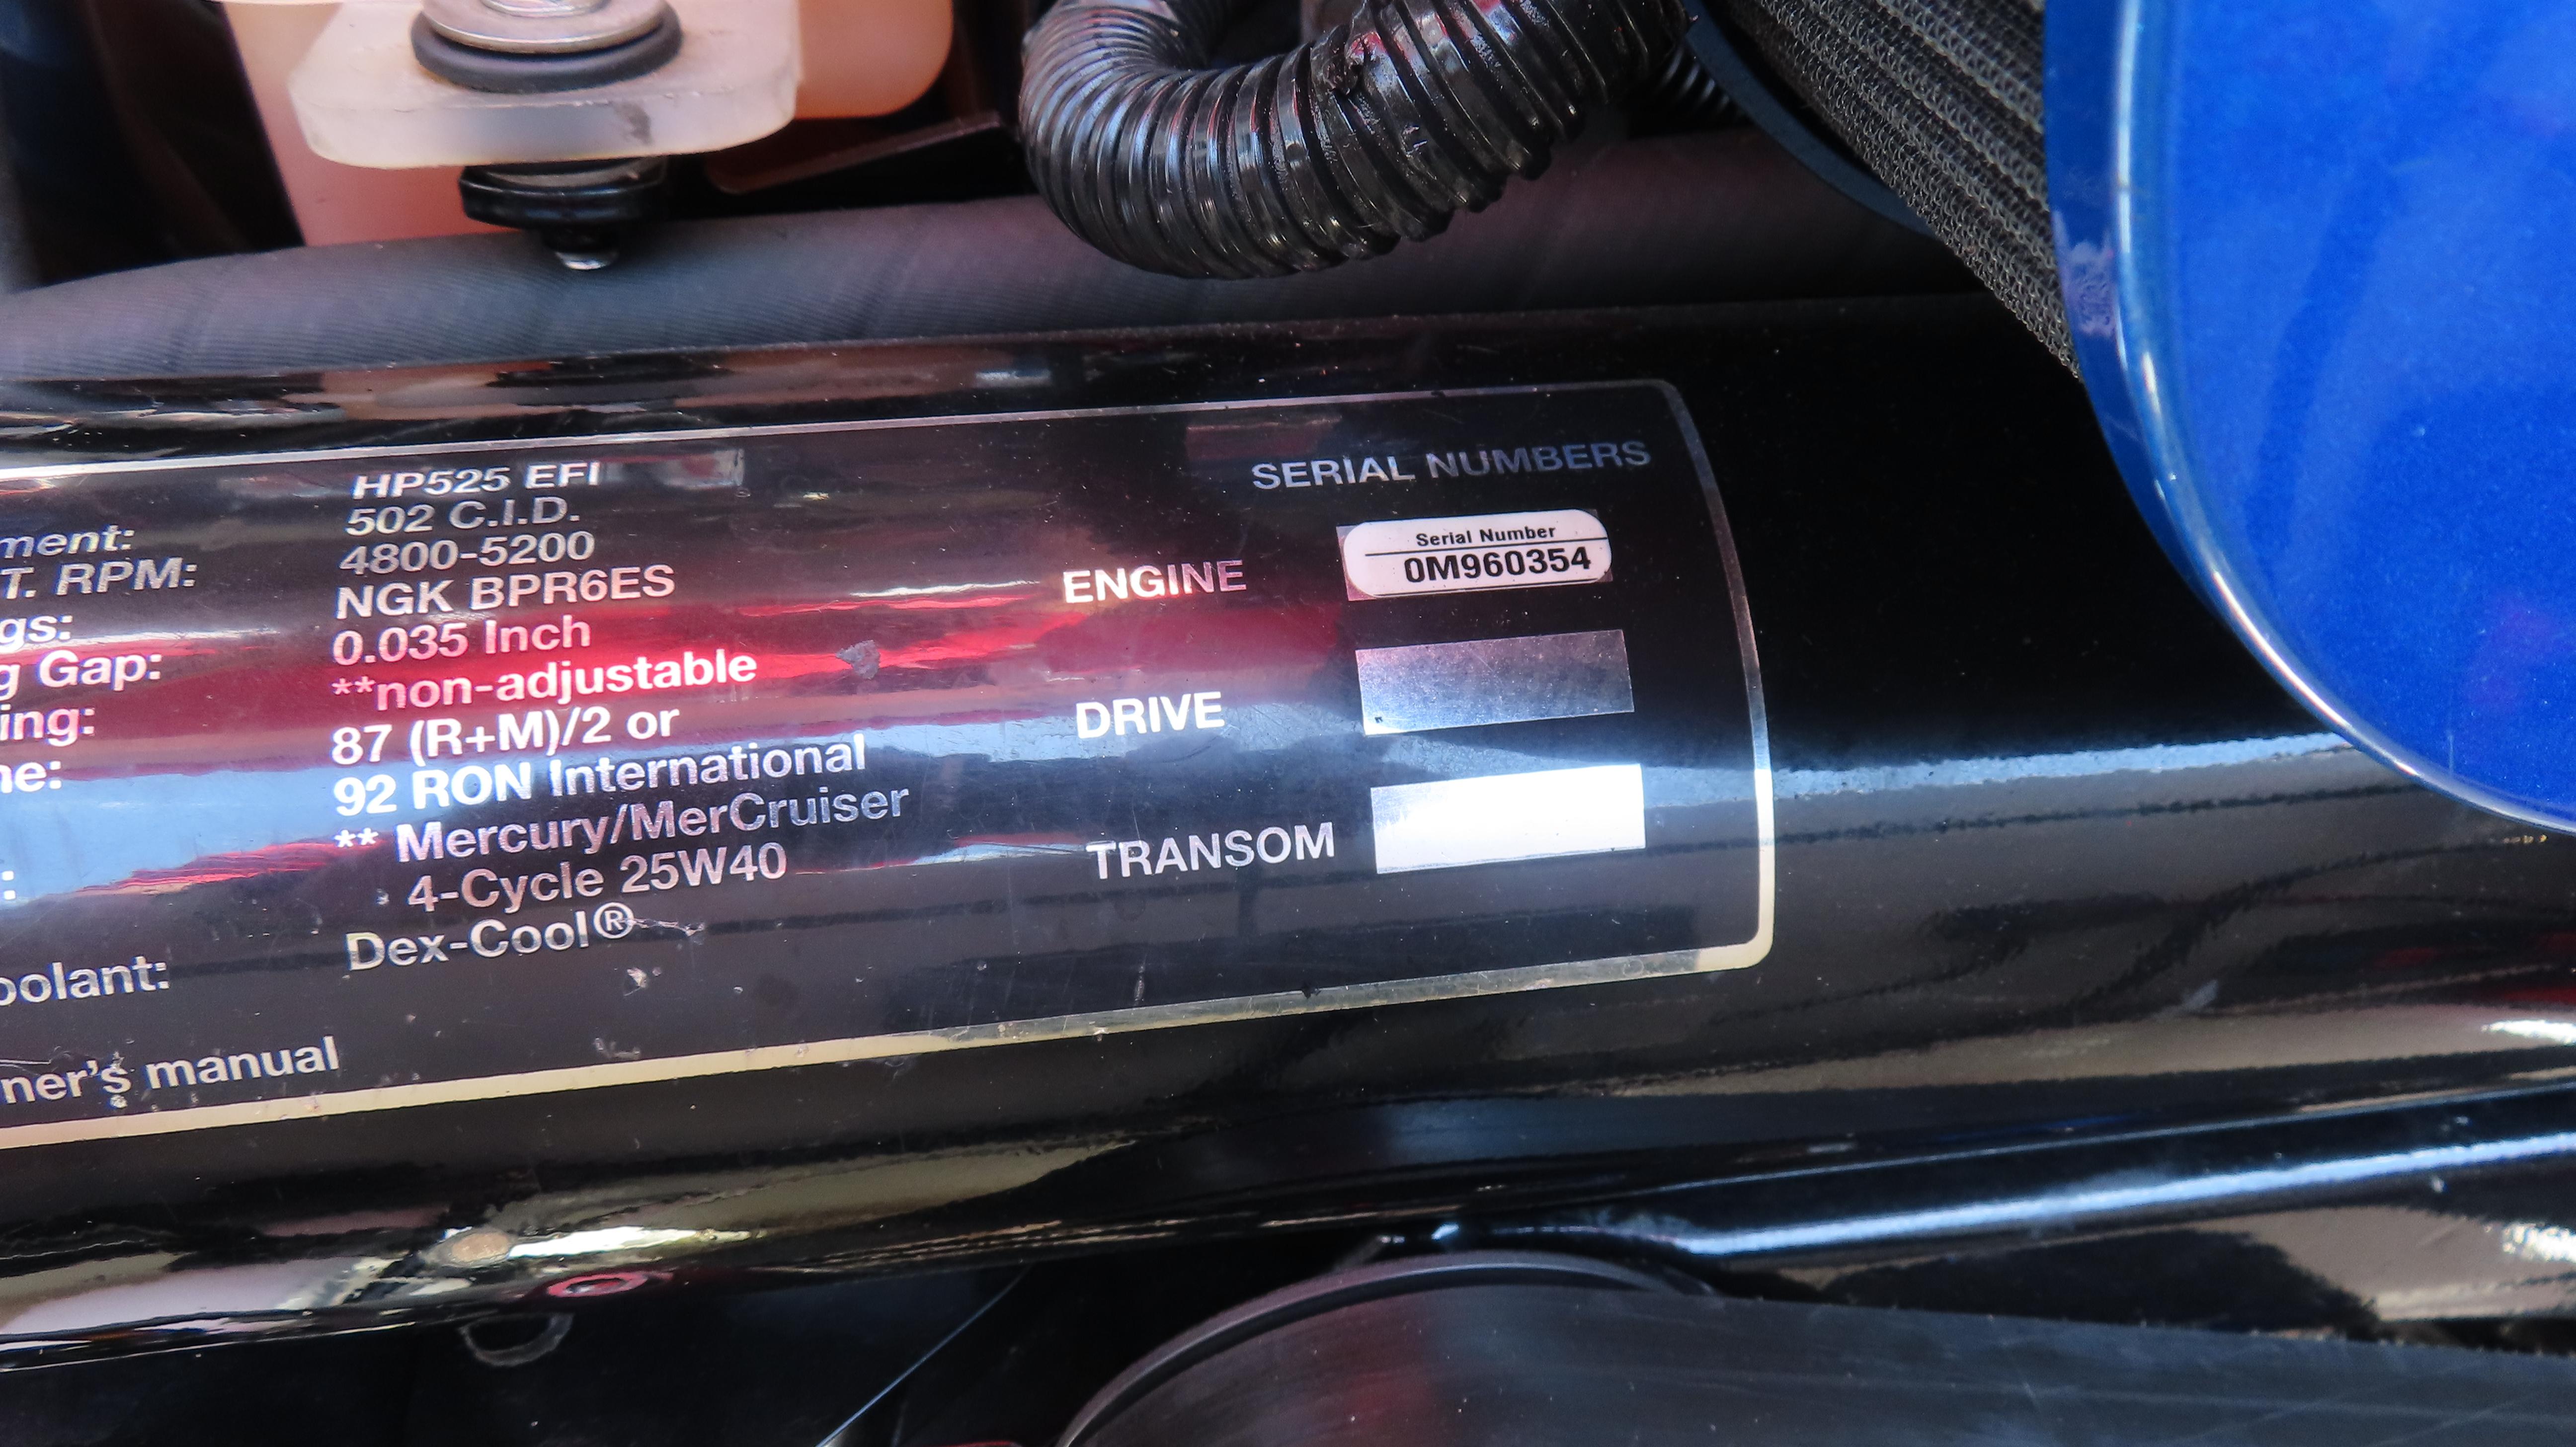 HP525 EFI
ment: 502 C.I.D.
T. RPM: 4800-5200
gs: NGK BPR6ES
g Gap: 0.035 Inch
ing: **non-adjustable
ne: 87 (R+M)/2 or
92 RON International
: ** Mercury/MerCruiser
4-Cycle 25W40
oolant: Dex-Cool®
ner's manual
SERIAL NUMBERS
Serial Number
ENGINE 0M960354
DRIVE
TRANSOM